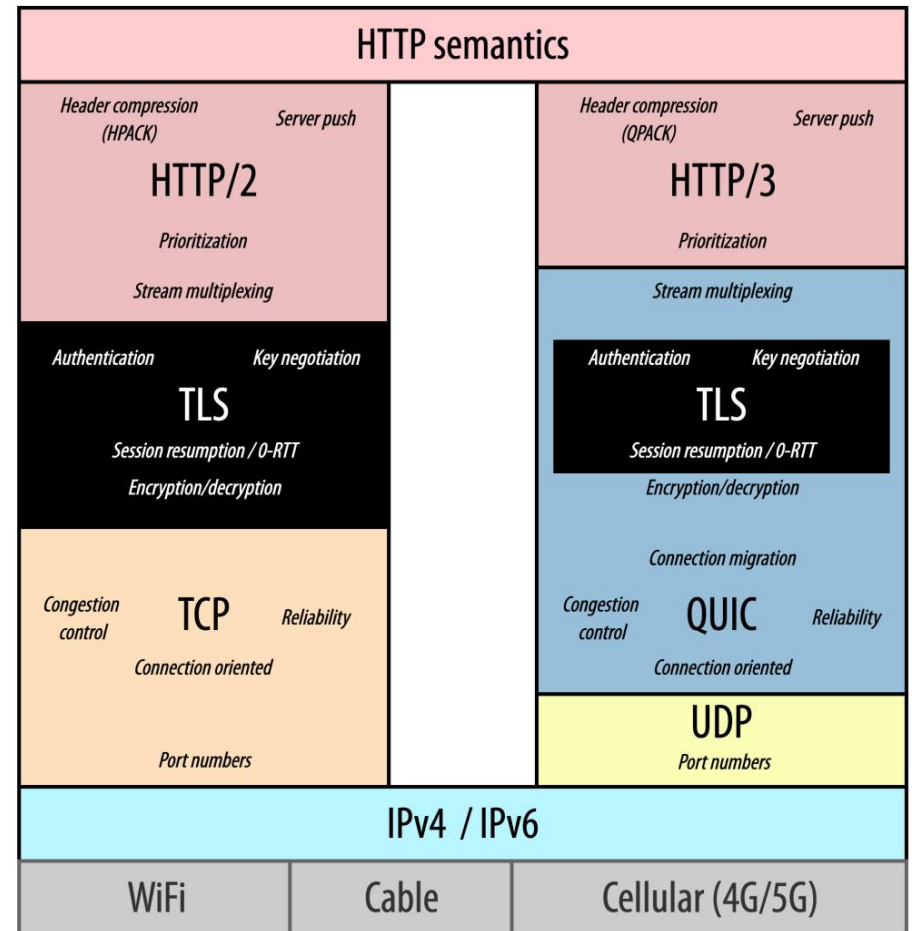 HTTP semantics
Header compression
(HPACK)
Server push
HTTP/2
Prioritization
Stream multiplexing
Authentication
Key negotiation
TLS
Session resumption / 0-RTT
Encryption/decryption
Congestion
control
TCP
Reliability
Connection oriented
Port numbers
Header compression
(QPACK)
Server push
HTTP/3
Prioritization
Stream multiplexing
Authentication
Key negotiation
TLS
Session resumption / 0-RTT
Encryption/decryption
Connection migration
Congestion
control
QUIC
Reliability
Connection oriented
UDP
Port numbers
IPv4 / IPv6
WiFi
Cable
Cellular (4G/5G)